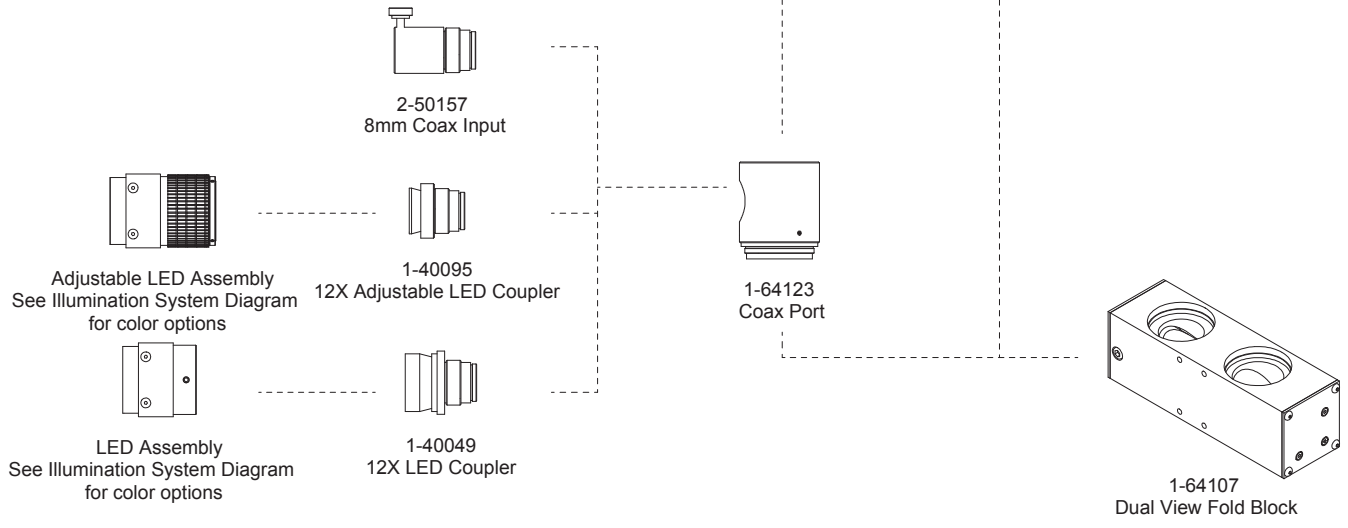 2-50157
8mm Coax Input
Adjustable LED Assembly
See Illumination System Diagram
for color options
1-40095
12X Adjustable LED Coupler
1-64123
Coax Port
LED Assembly
See Illumination System Diagram
for color options
1-40049
12X LED Coupler
1-64107
Dual View Fold Block